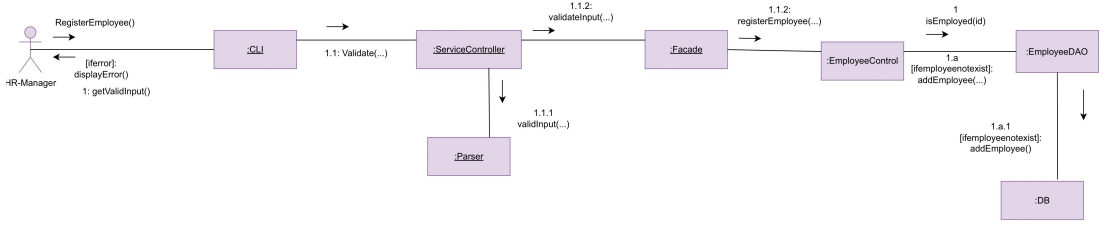 RegisterEmployee()
[iferror]:
displayError()
1: getValidInput()
HR-Manager
:CLI
1.1: Validate(...)
:ServiceController
1.1.1
validInput(...)
:Parser
1.1.2:
validateInput(...)
:Facade
1.1.2:
registerEmployee(...)
:EmployeeControl
1
isEmployed(id)
1.a
[ifemployeenotexist]:
addEmployee(...)
:EmployeeDAO
1.a.1
[ifemployeenotexist]:
addEmployee()
:DB